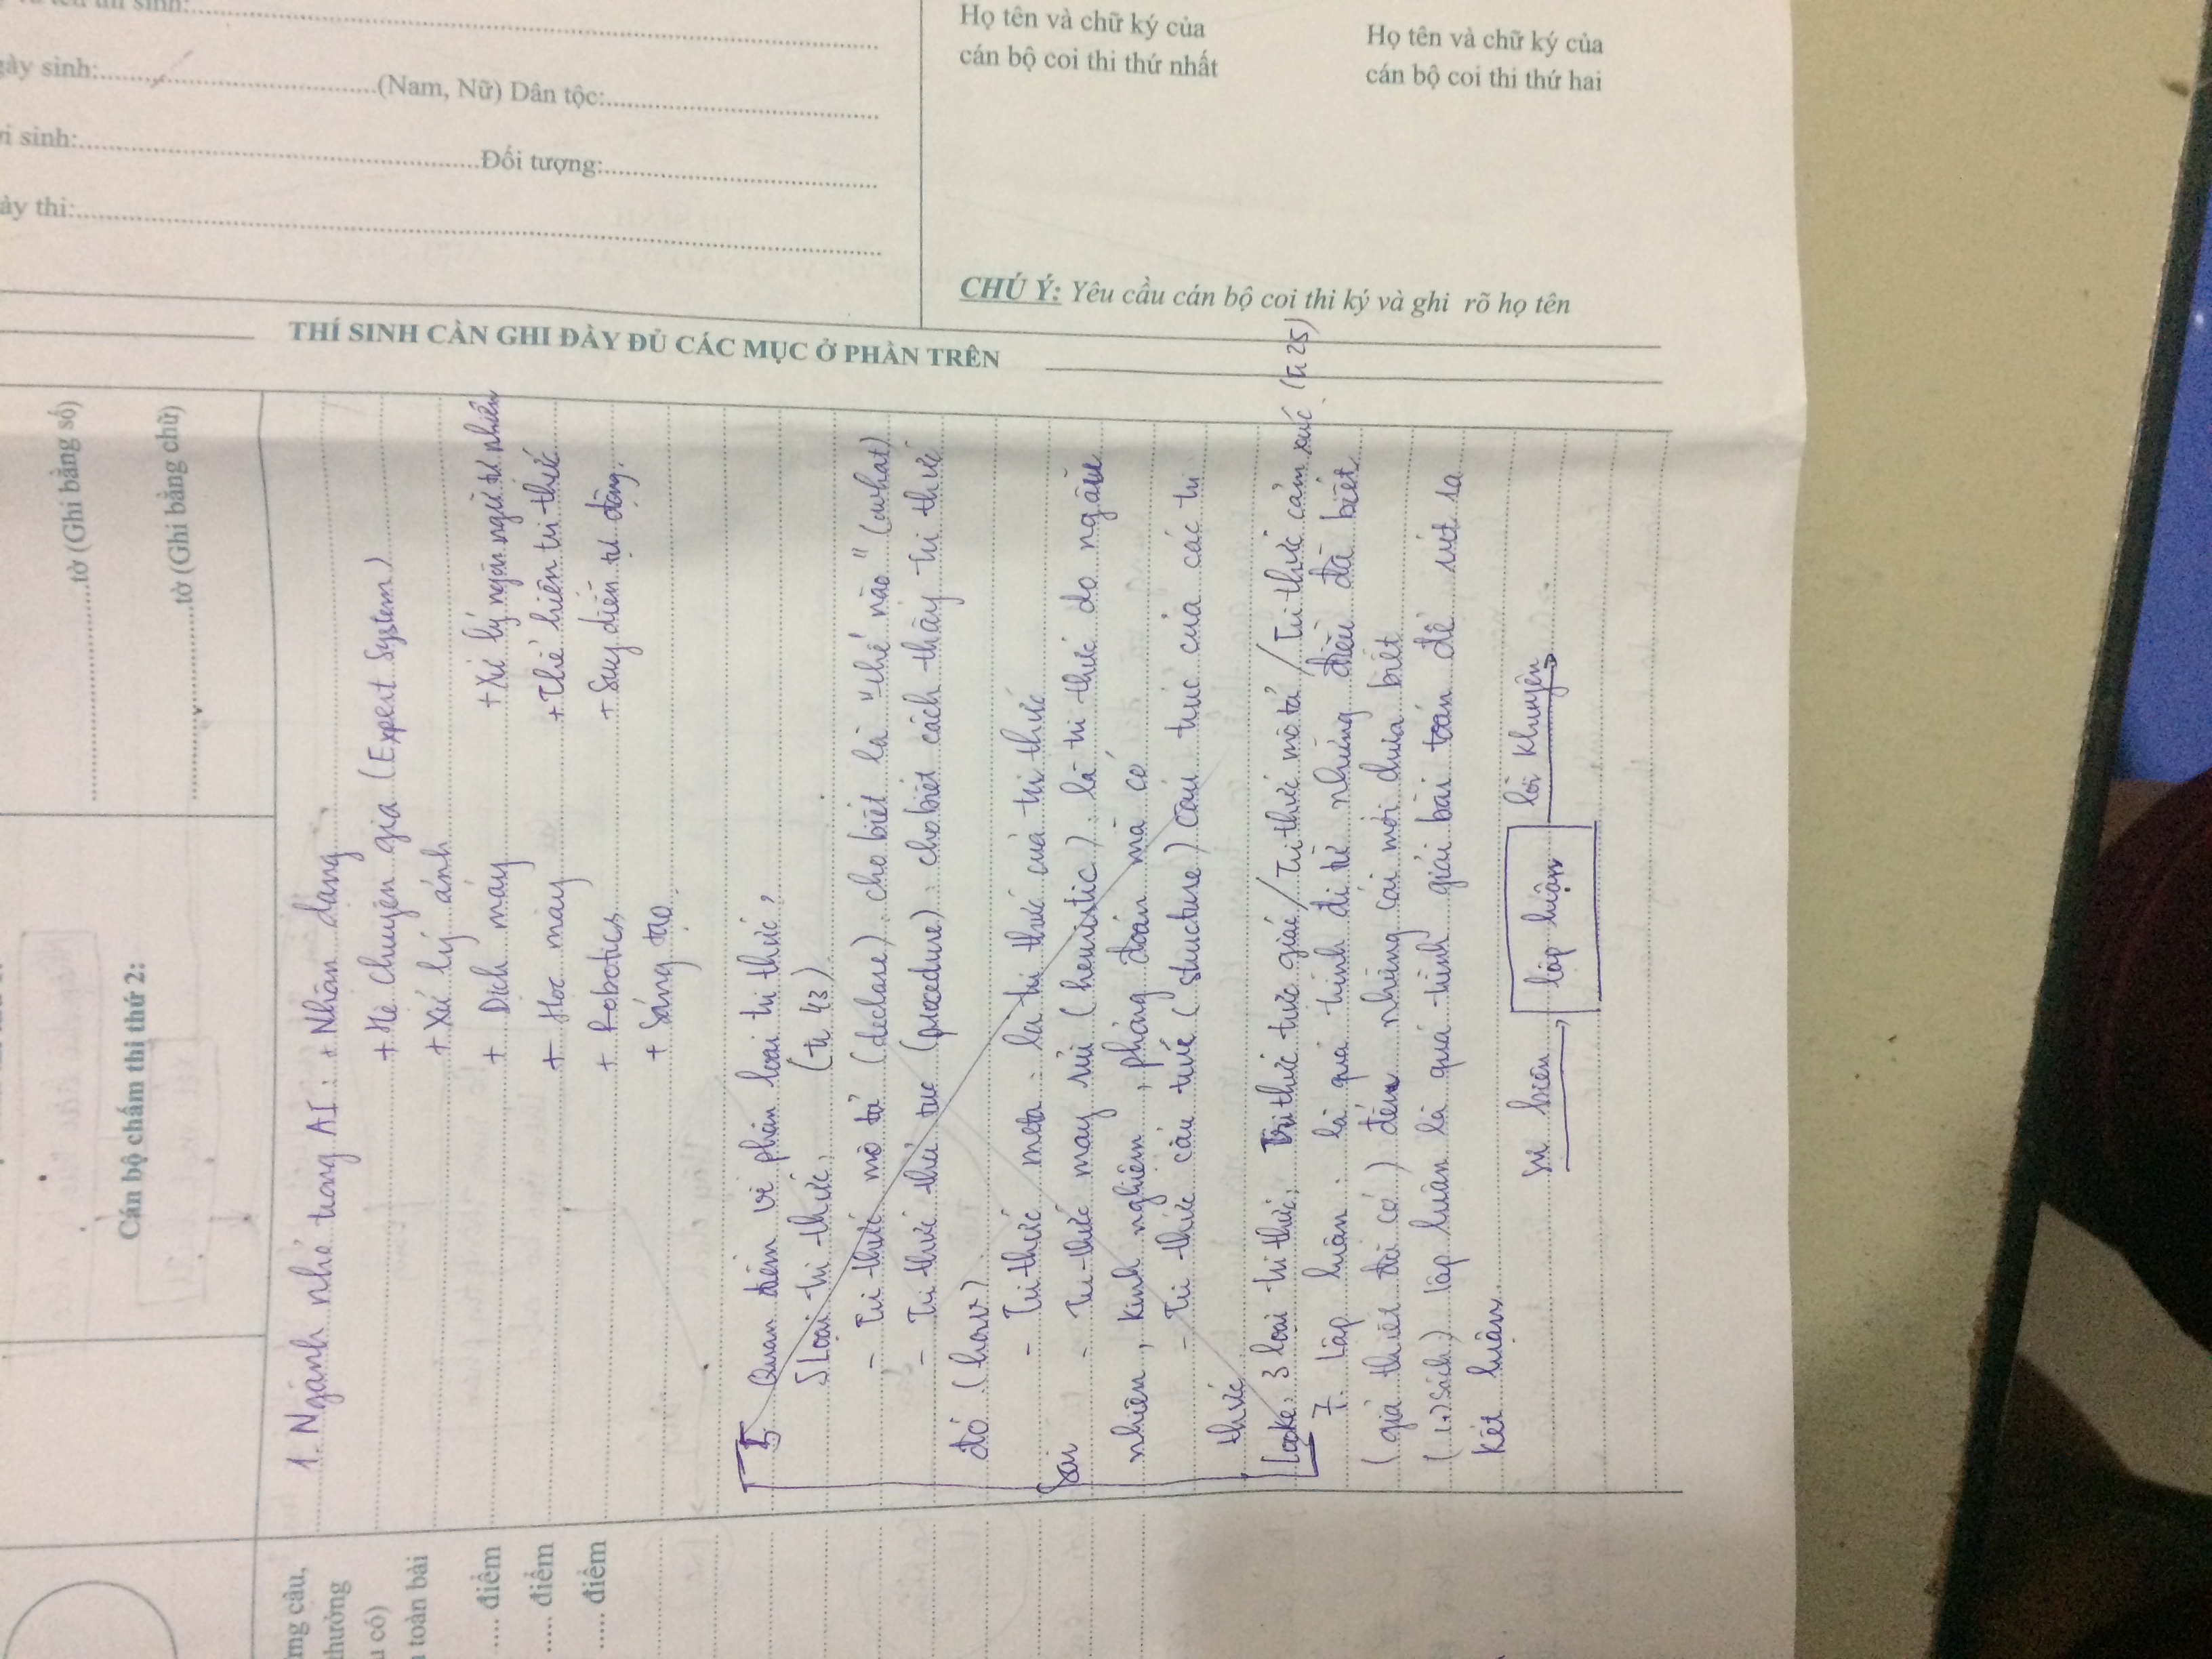 Cán bộ chấm thi thứ 2:
tờ (Ghi bằng số)
tờ (Ghi bằng chữ)
câu,
thưởng
có)
toàn bài
..... điểm
..... điểm
..... điểm
1. Ngành nhỏ trong AI: + Nhận dạng
+ Hệ chuyên gia (Expert System)
+ Xử lý ảnh
+ Dịch máy + Xử lý ngôn ngữ tự nhiên
+ Học máy + Thể hiện tri thức
+ Robotics + Suy diễn tự động.
+ Sáng tạo
5 Quan điểm về phân loại tri thức:
5 Loại tri thức: (tr 43)
- Tri thức mô tả (declare): cho biết là "thế nào" (what)
- Tri thức thủ tục (procedure): cho biết cách thấy tri thức
đó (how)
- Tri thức meta: là tri thức của tri thức
Sai
- Tri thức may rủi (heuristic): là tri thức do ngẫu
nhiên, kinh nghiệm, phỏng đoán mà có
- Tri thức cấu trúc (structure) cấu trúc của các tri
thức
Locke: 3 loại tri thức: Tri thức trực giác / Tri thức mô tả / Tri thức cảm xúc (tr 25)
7. Lập luận: là quá trình đi từ những điều đã biết
(giả thiết đã có) đến những cái mới chưa biết
sách) lập luận là quá trình giải bài toán để rút ra
kết luận.
sự kiện lập luận lời khuyên
THÍ SINH CẦN GHI ĐẦY ĐỦ CÁC MỤC Ở PHẦN TRÊN
CHÚ Ý: Yêu cầu cán bộ coi thi ký và ghi rõ họ tên
thi:
Đối tượng:
sinh:
(Nam, Nữ) Dân tộc:
sinh:
Họ tên và chữ ký của
cán bộ coi thi thứ nhất
Họ tên và chữ ký của
cán bộ coi thi thứ hai